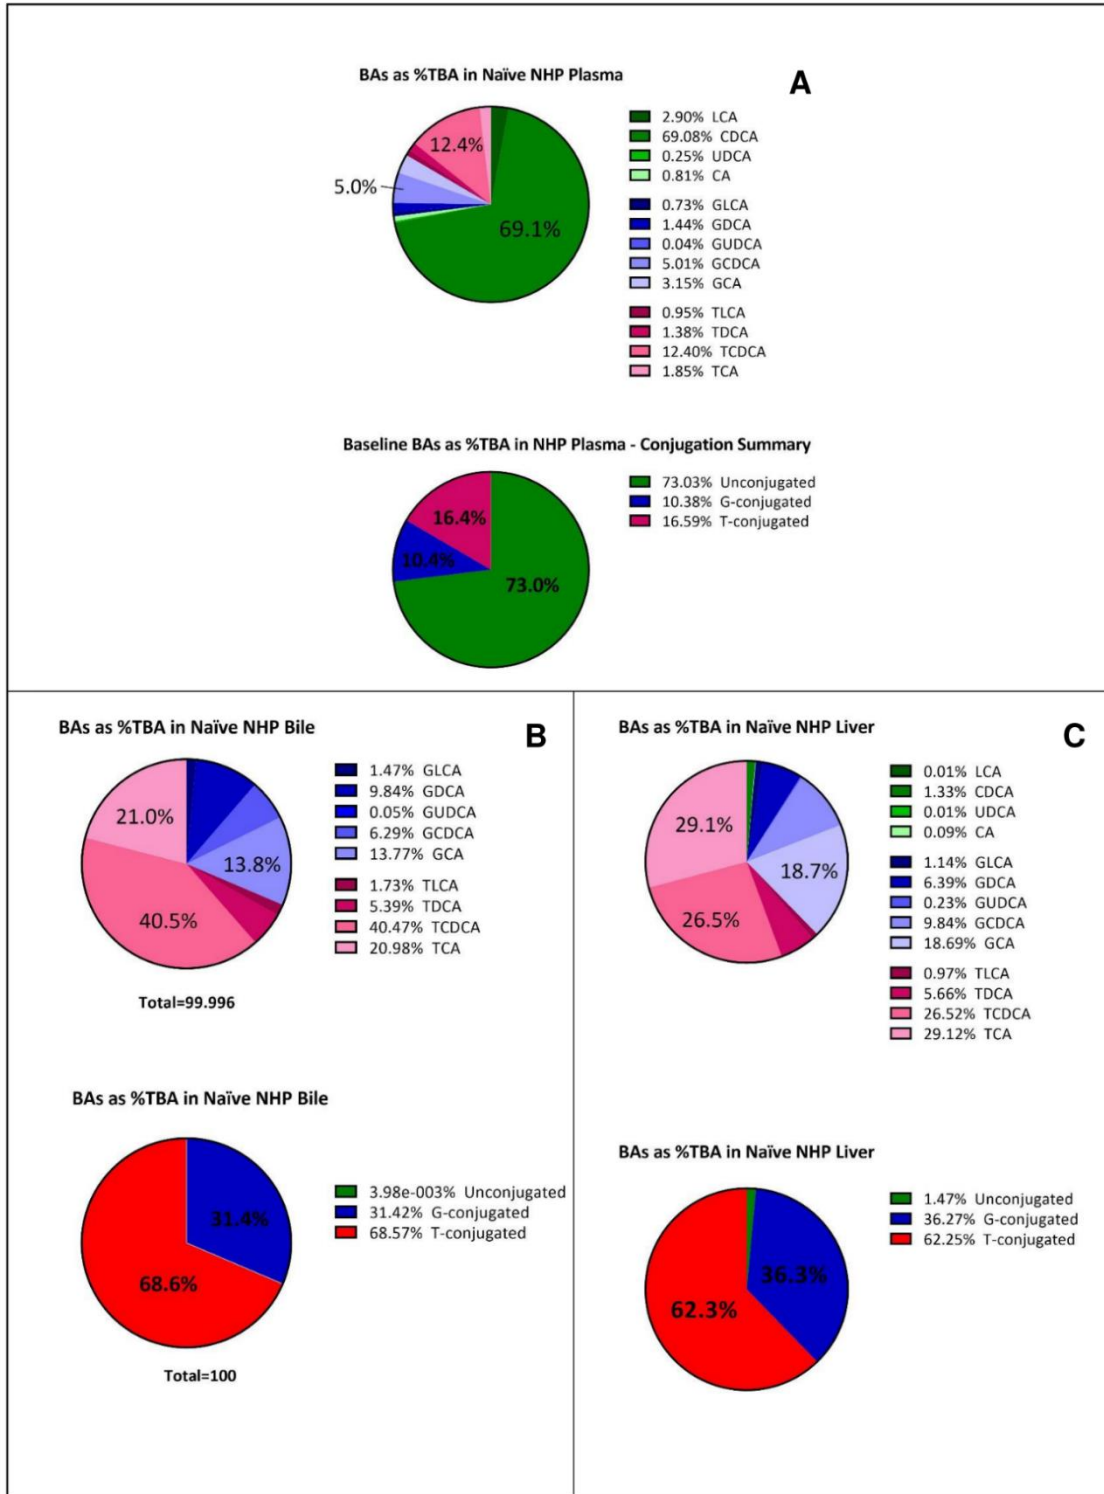 BAs as %TBA in Naïve NHP Plasma
A
12.4%
5.0%
69.1%
2.90% LCA
69.08% CDCA
0.25% UDCA
0.81% CA
0.73% GLCA
1.44% GDCA
0.04% GUDCA
5.01% GCDCA
3.15% GCA
0.95% TLCA
1.38% TDCA
12.40% TCDCA
1.85% TCA
Baseline BAs as %TBA in NHP Plasma - Conjugation Summary
16.4%
10.4%
73.0%
73.03% Unconjugated
10.38% G-conjugated
16.59% T-conjugated
BAs as %TBA in Naïve NHP Bile
B
21.0%
13.8%
40.5%
1.47% GLCA
9.84% GDCA
0.05% GUDCA
6.29% GCDCA
13.77% GCA
1.73% TLCA
5.39% TDCA
40.47% TCDCA
20.98% TCA
Total=99.996
BAs as %TBA in Naïve NHP Bile
31.4%
68.6%
3.98e-003% Unconjugated
31.42% G-conjugated
68.57% T-conjugated
Total=100
BAs as %TBA in Naïve NHP Liver
C
29.1%
18.7%
26.5%
0.01% LCA
1.33% CDCA
0.01% UDCA
0.09% CA
1.14% GLCA
6.39% GDCA
0.23% GUDCA
9.84% GCDCA
18.69% GCA
0.97% TLCA
5.66% TDCA
26.52% TCDCA
29.12% TCA
BAs as %TBA in Naïve NHP Liver
36.3%
62.3%
1.47% Unconjugated
36.27% G-conjugated
62.25% T-conjugated